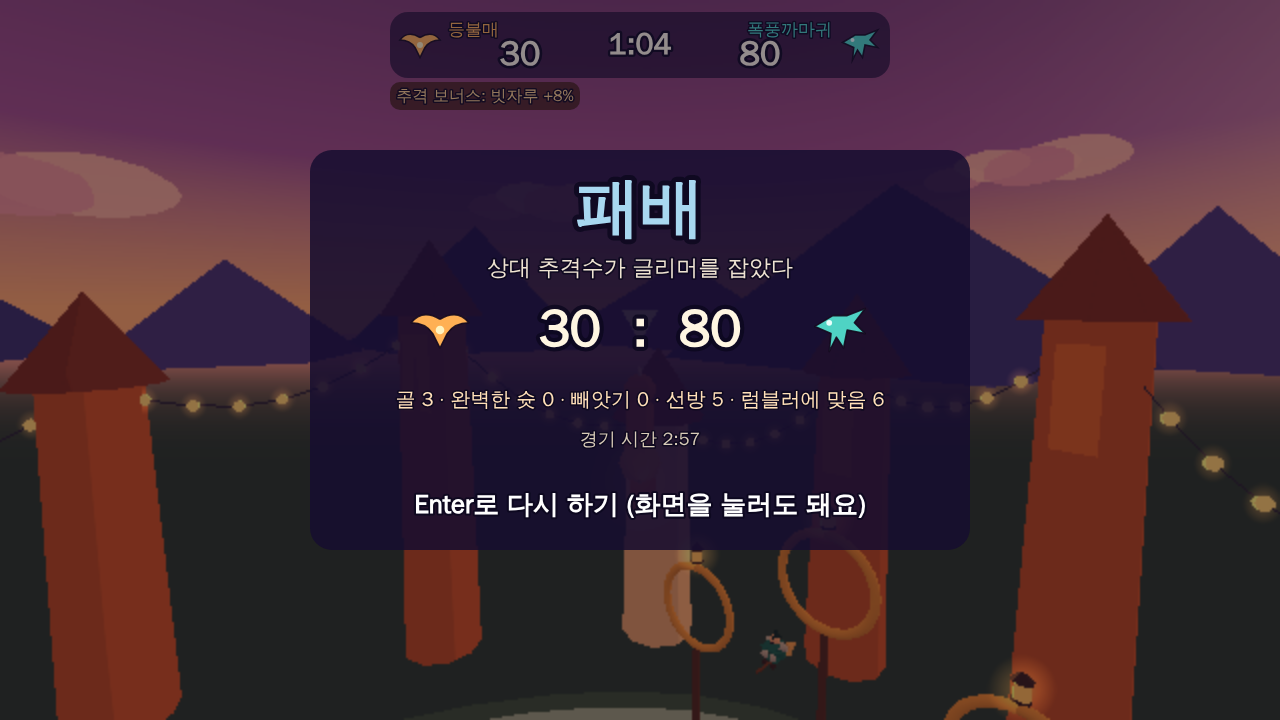 등불매
30
1:04
폭풍까마귀
80
추격 보너스: 빗자루 +8%
패배
상대 추격수가 글리머를 잡았다
30 : 80
골 3 · 완벽한 슛 0 · 빼앗기 0 · 선방 5 · 럼블러에 맞음 6
경기 시간 2:57
Enter로 다시 하기 (화면을 눌러도 돼요)